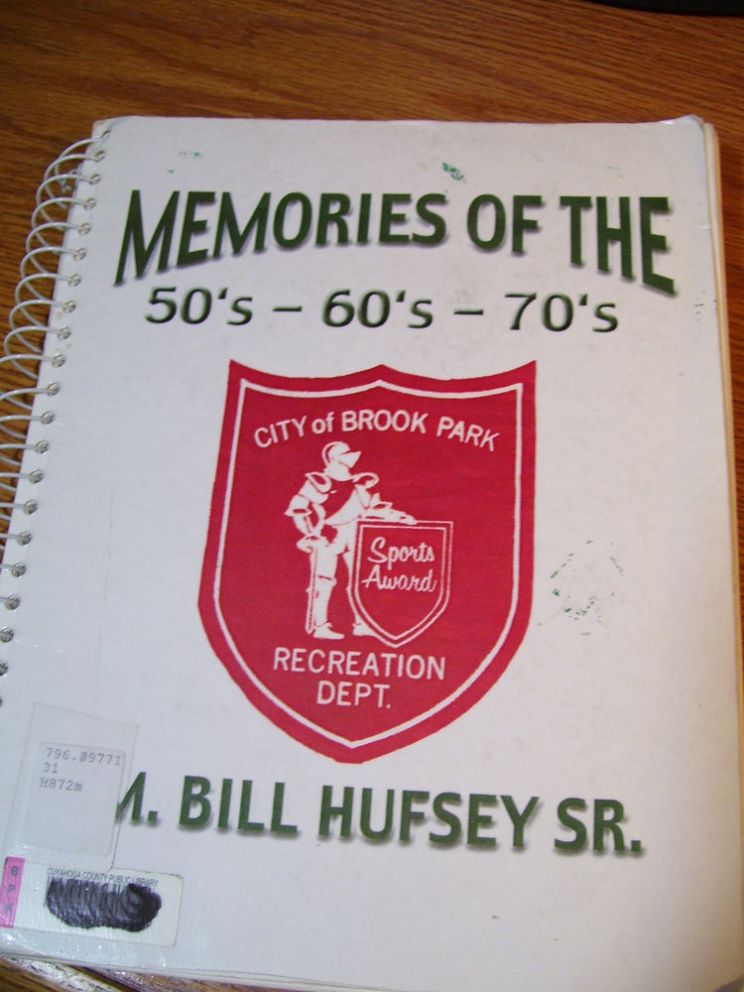 MEMORIES OF THE
50's – 60's – 70's
CITY of BROOK PARK
Sports
Award
RECREATION
DEPT.
M. BILL HUFSEY SR.
796.09771
31
H872m
CUYAHOGA COUNTY PUBLIC LIBRARY